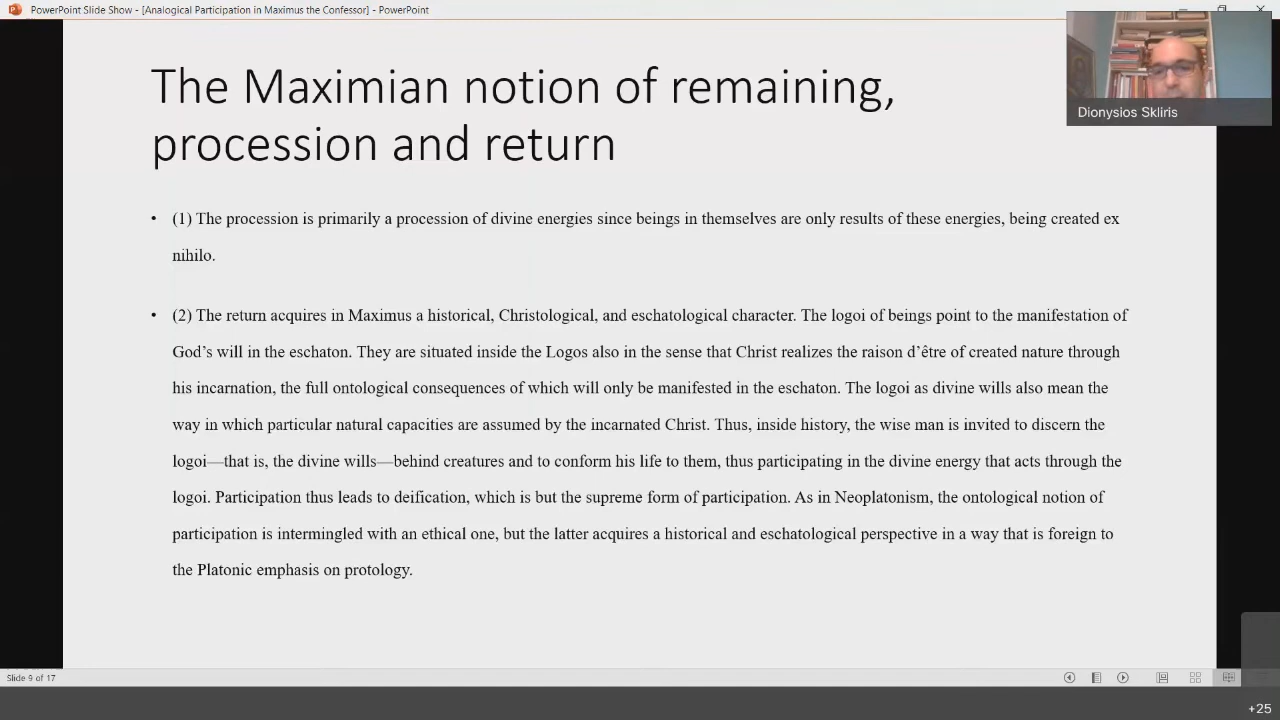 PowerPoint Slide Show - [Analogical Participation in Maximus the Confessor] - PowerPoint
Dionysios Skliris
The Maximian notion of remaining,
procession and return
• (1) The procession is primarily a procession of divine energies since beings in themselves are only results of these energies, being created ex
nihilo.
• (2) The return acquires in Maximus a historical, Christological, and eschatological character. The logoi of beings point to the manifestation of
God’s will in the eschaton. They are situated inside the Logos also in the sense that Christ realizes the raison d’être of created nature through
his incarnation, the full ontological consequences of which will only be manifested in the eschaton. The logoi as divine wills also mean the
way in which particular natural capacities are assumed by the incarnated Christ. Thus, inside history, the wise man is invited to discern the
logoi—that is, the divine wills—behind creatures and to conform his life to them, thus participating in the divine energy that acts through the
logoi. Participation thus leads to deification, which is but the supreme form of participation. As in Neoplatonism, the ontological notion of
participation is intermingled with an ethical one, but the latter acquires a historical and eschatological perspective in a way that is foreign to
the Platonic emphasis on protology.
Slide 9 of 17
+25